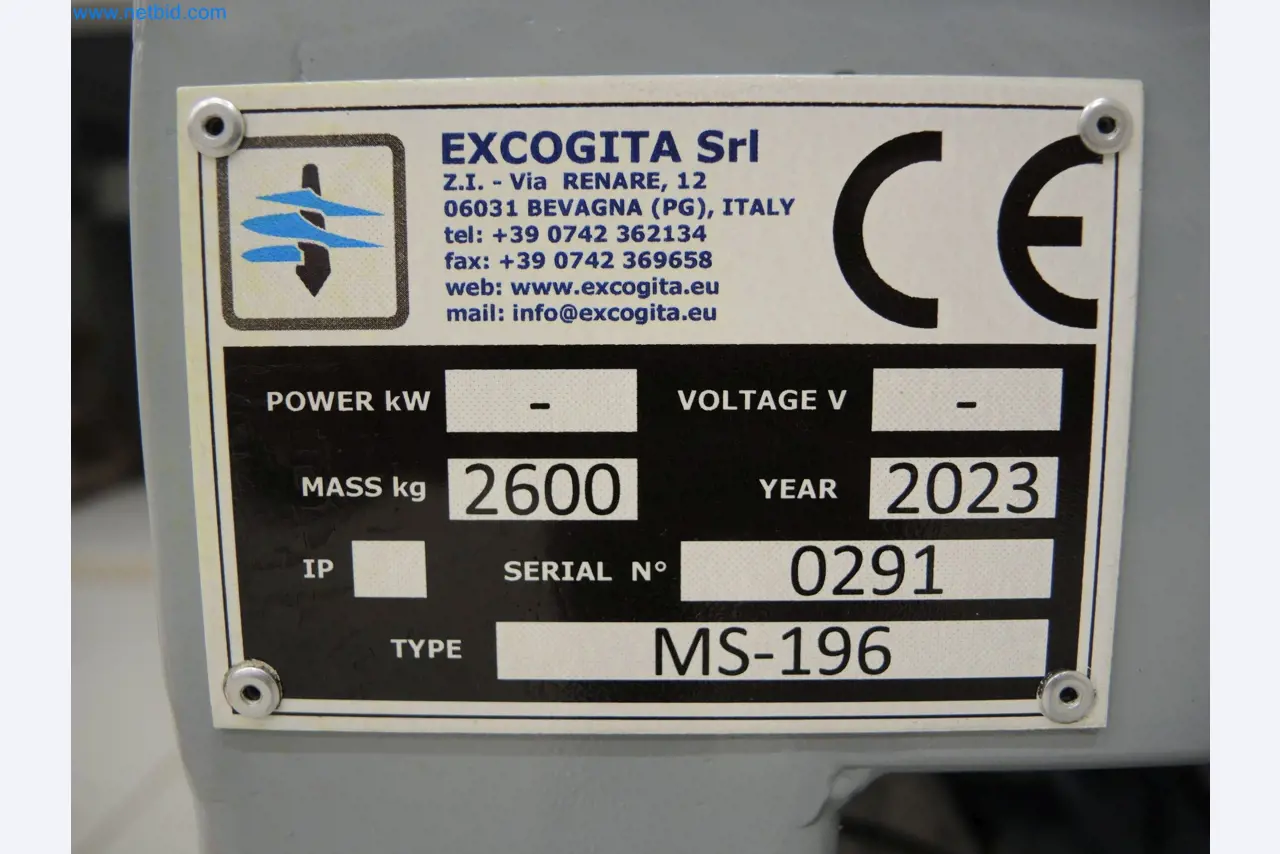 www.netbid.com
EXCOGITA Srl
Z.I. - Via RENARE, 12
06031 BEVAGNA (PG), ITALY
tel: +39 0742 362134
fax: +39 0742 369658
web: www.excogita.eu
mail: info@excogita.eu
CE
POWER kW - VOLTAGE V -
MASS kg 2600 YEAR 2023
IP SERIAL N° 0291
TYPE MS-196